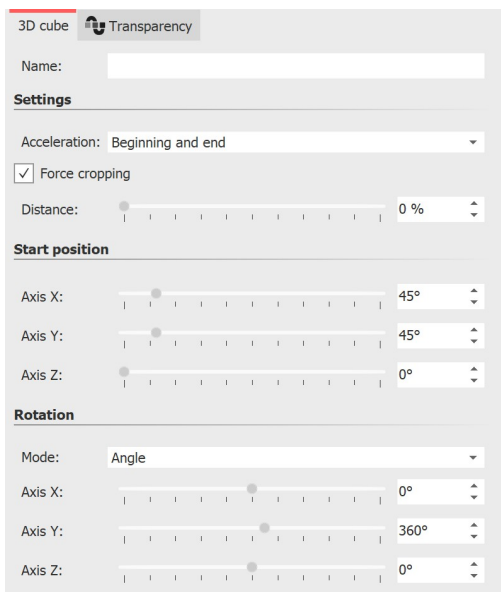 3D cube Transparency
Name:
Settings
Acceleration: Beginning and end
Force cropping
Distance: 0 %
Start position
Axis X: 45°
Axis Y: 45°
Axis Z: 0°
Rotation
Mode: Angle
Axis X: 0°
Axis Y: 360°
Axis Z: 0°